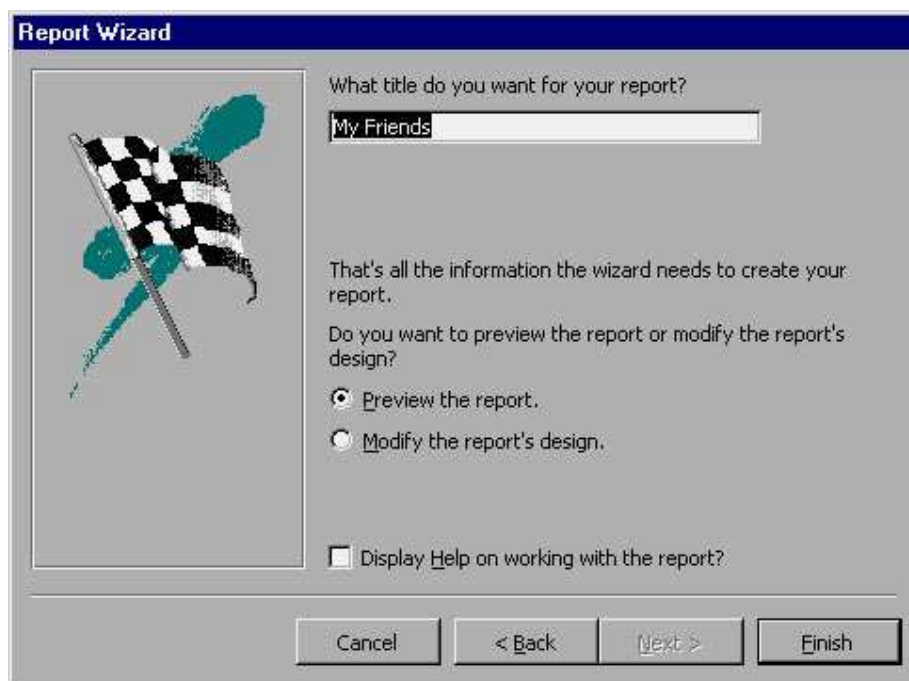 Report Wizard
What title do you want for your report?
My Friends
That's all the information the wizard needs to create your
report.
Do you want to preview the report or modify the report's
design?
Preview the report.
Modify the report's design.
Display Help on working with the report?
Cancel
< Back
Next >
Finish